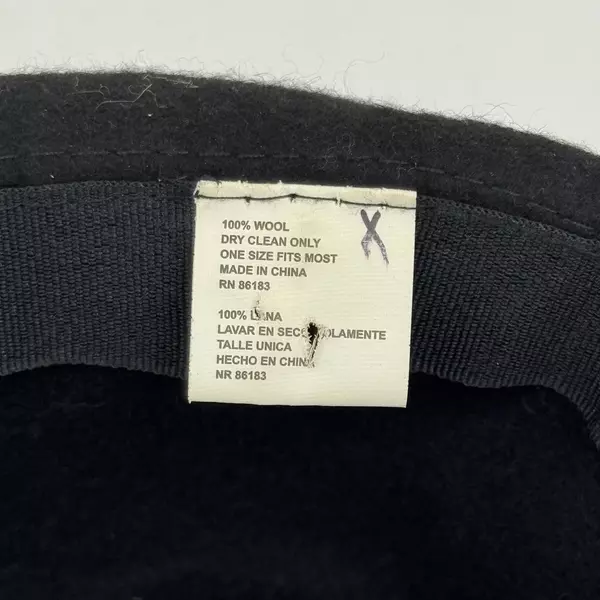 100% WOOL
DRY CLEAN ONLY
ONE SIZE FITS MOST
MADE IN CHINA
RN 86183
X
100%
LAVAR EN
TALLE UNICA
HECHO EN
NR 86183